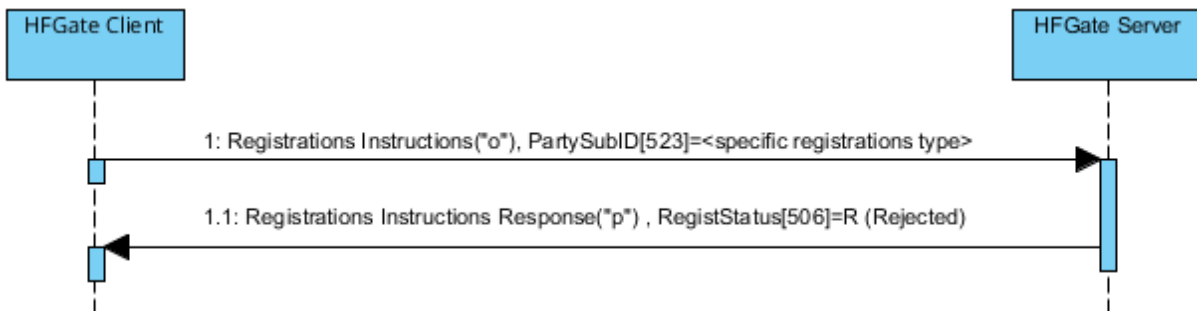 HFGate Client
HFGate Server
1: Registrations Instructions("o"), PartySubID[523]=<specific registrations type>
1.1: Registrations Instructions Response("p") , RegistStatus[506]=R (Rejected)